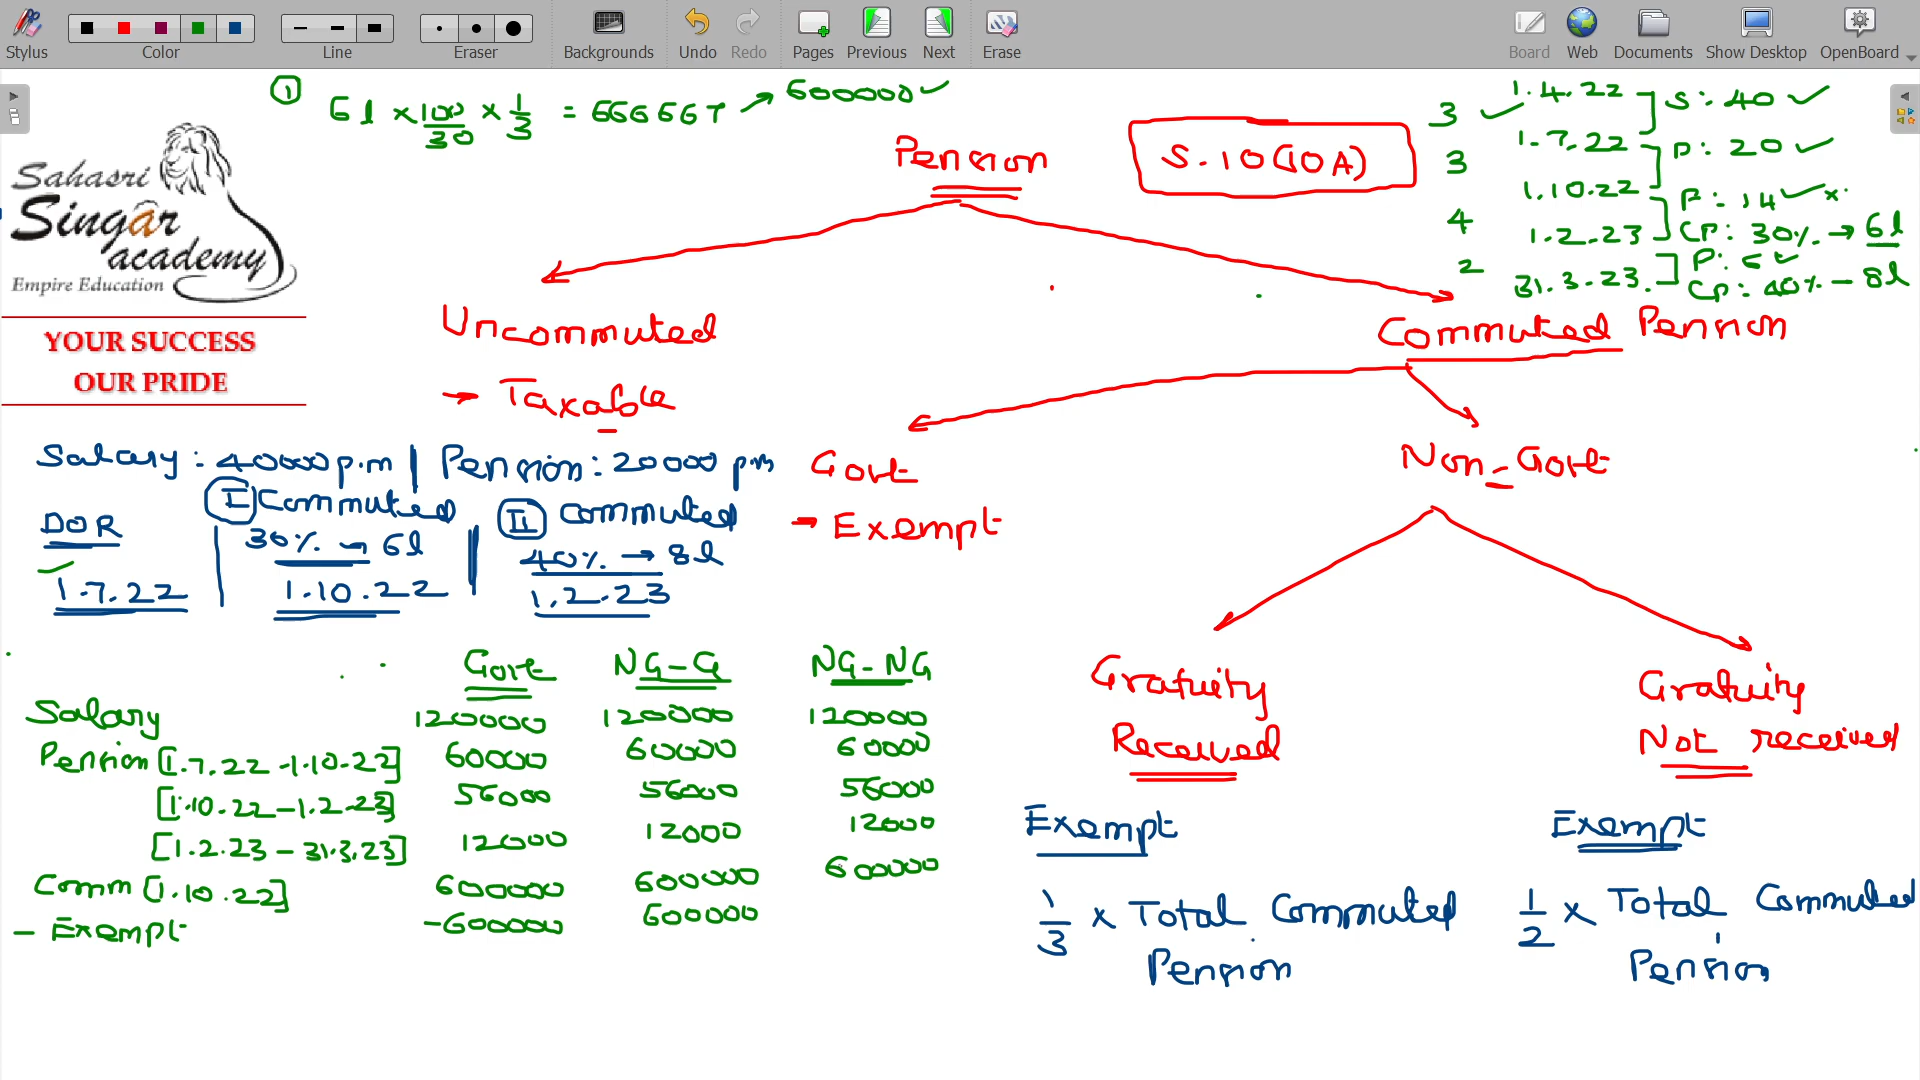 Stylus
Color
Line
Eraser
Backgrounds
Undo
Redo
Pages
Previous
Next
Erase
Board
Web
Documents
Show Desktop
OpenBoard
① 6l × 100/30 × 1/3 = 666667 → 600000 ✓
Sahasri
Singar
academy
Empire Education
YOUR SUCCESS
OUR PRIDE
Pension
S.10(10A)
3 ✓ 1.4.22 S: 40 ✓
3 1.7.22 P: 20 ✓
1.10.22 P: 14 ✓ ×
4 1.2.23 CP: 30% → 6l
2 31.3.23 P: 6 ✓
CP: 40% – 8l
Uncommuted
→ Taxable
Commuted Pension
Govt
→ Exempt
Non-Govt
Salary : 40000 p.m | Pension : 20000 pm
DOR
✓
1.7.22
I Commuted
30% → 6l
1.10.22
II Commuted
40% → 8l
1.2.23
Gratuity
Received
Gratuity
Not received
Exempt
1/3 × Total Commuted
Pension
Exempt
1/2 × Total Commuted
Pension
Govt NG-G NG-NG
Salary 120000 120000 120000
Pension [1.7.22 - 1.10.22] 60000 60000 60000
[1.10.22 - 1.2.23] 56000 56000 56000
[1.2.23 - 31.3.23] 12000 12000 12000
Comm [1.10.22] 600000 600000 600000
- Exempt -600000 600000